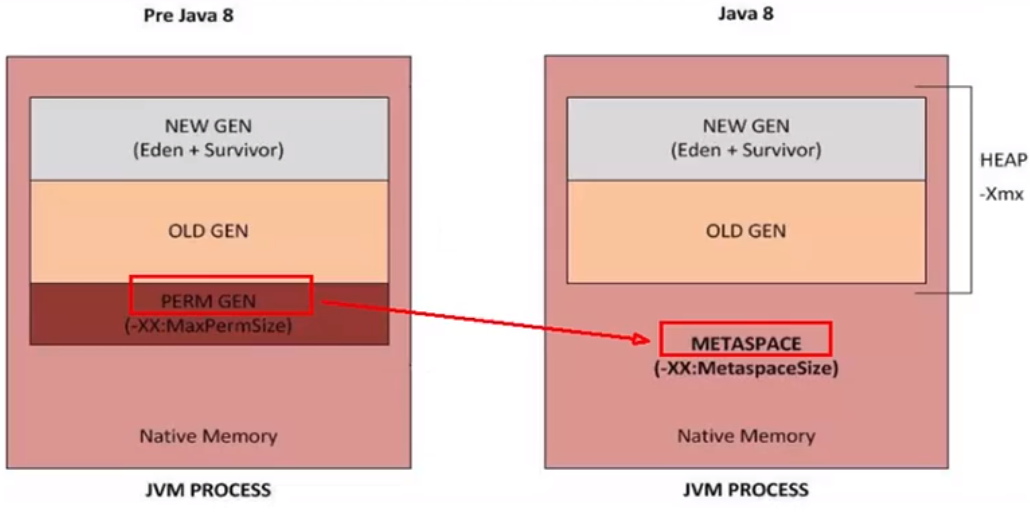 Pre Java 8
NEW GEN
(Eden + Survivor)
OLD GEN
PERM GEN
(-XX:MaxPermSize)
Native Memory
JVM PROCESS
Java 8
NEW GEN
(Eden + Survivor)
OLD GEN
HEAP
-Xmx
METASPACE
(-XX:MetaspaceSize)
Native Memory
JVM PROCESS